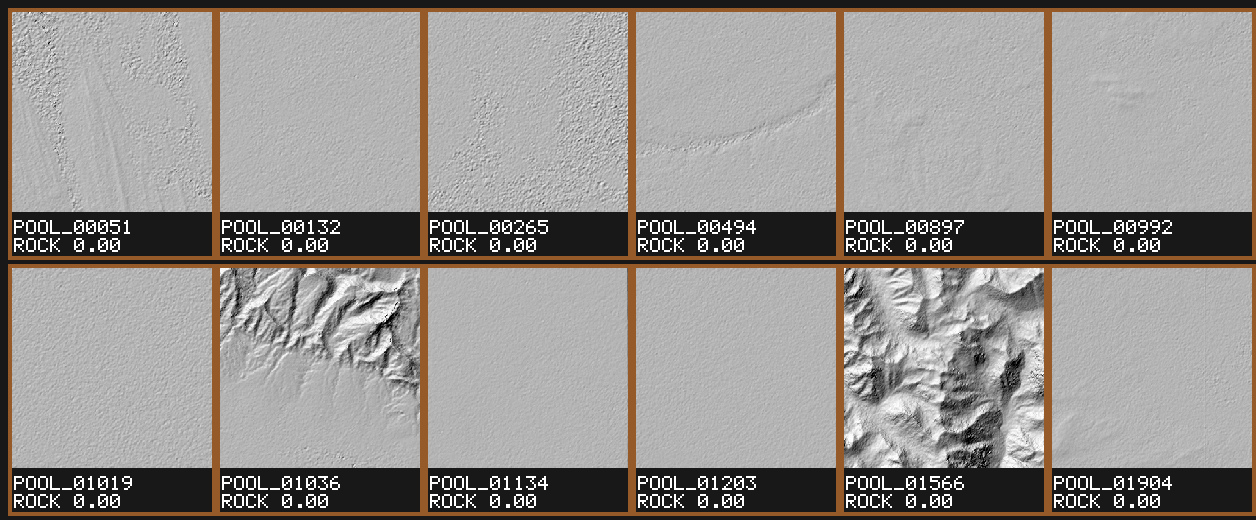 POOL_00051
ROCK 0.00
POOL_00132
ROCK 0.00
POOL_00265
ROCK 0.00
POOL_00494
ROCK 0.00
POOL_00897
ROCK 0.00
POOL_00992
ROCK 0.00
POOL_01019
ROCK 0.00
POOL_01036
ROCK 0.00
POOL_01134
ROCK 0.00
POOL_01203
ROCK 0.00
POOL_01566
ROCK 0.00
POOL_01904
ROCK 0.00